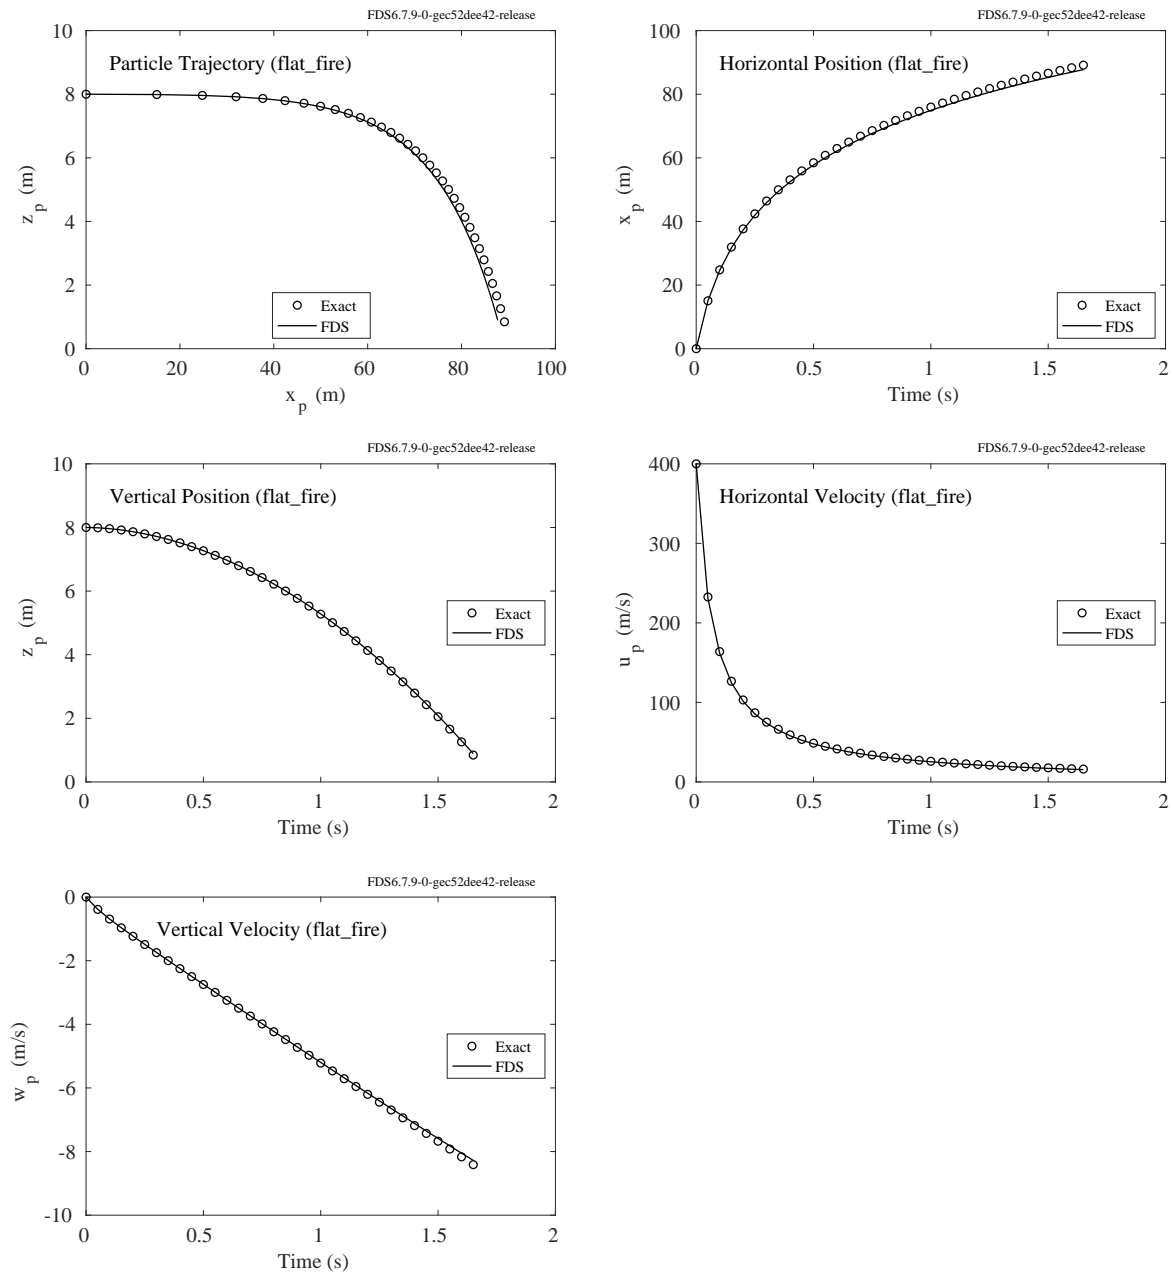 FDS6.7.9-0-gec52dee42-release
Particle Trajectory (flat_fire)
10
8
6
4
2
0
z_p (m)
Exact
FDS
0 20 40 60 80 100
x_p (m)
FDS6.7.9-0-gec52dee42-release
Horizontal Position (flat_fire)
100
80
60
40
20
0
x_p (m)
Exact
FDS
0 0.5 1 1.5 2
Time (s)
FDS6.7.9-0-gec52dee42-release
Vertical Position (flat_fire)
10
8
6
4
2
0
z_p (m)
Exact
FDS
0 0.5 1 1.5 2
Time (s)
FDS6.7.9-0-gec52dee42-release
Horizontal Velocity (flat_fire)
400
300
200
100
0
u_p (m/s)
Exact
FDS
0 0.5 1 1.5 2
Time (s)
FDS6.7.9-0-gec52dee42-release
Vertical Velocity (flat_fire)
0
-2
-4
-6
-8
-10
w_p (m/s)
Exact
FDS
0 0.5 1 1.5 2
Time (s)